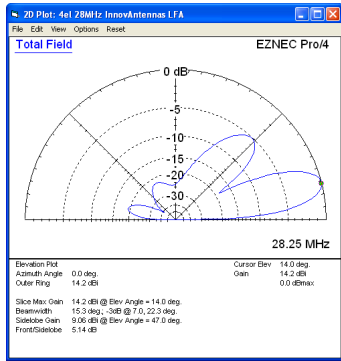 2D Plot: 4el 28MHz InnovAntennas LFA
File Edit View Options Reset
Total Field EZNEC Pro/4
0 dB
-5
-10
-15
-20
-30
28.25 MHz
Elevation Plot Cursor Elev 14.0 deg.
Azimuth Angle 0.0 deg. Gain 14.2 dBi
Outer Ring 14.2 dBi 0.0 dBmax
Slice Max Gain 14.2 dBi @ Elev Angle = 14.0 deg.
Beamwidth 15.3 deg.; -3dB @ 7.0, 22.3 deg.
Sidelobe Gain 9.06 dBi @ Elev Angle = 47.0 deg.
Front/Sidelobe 5.14 dB